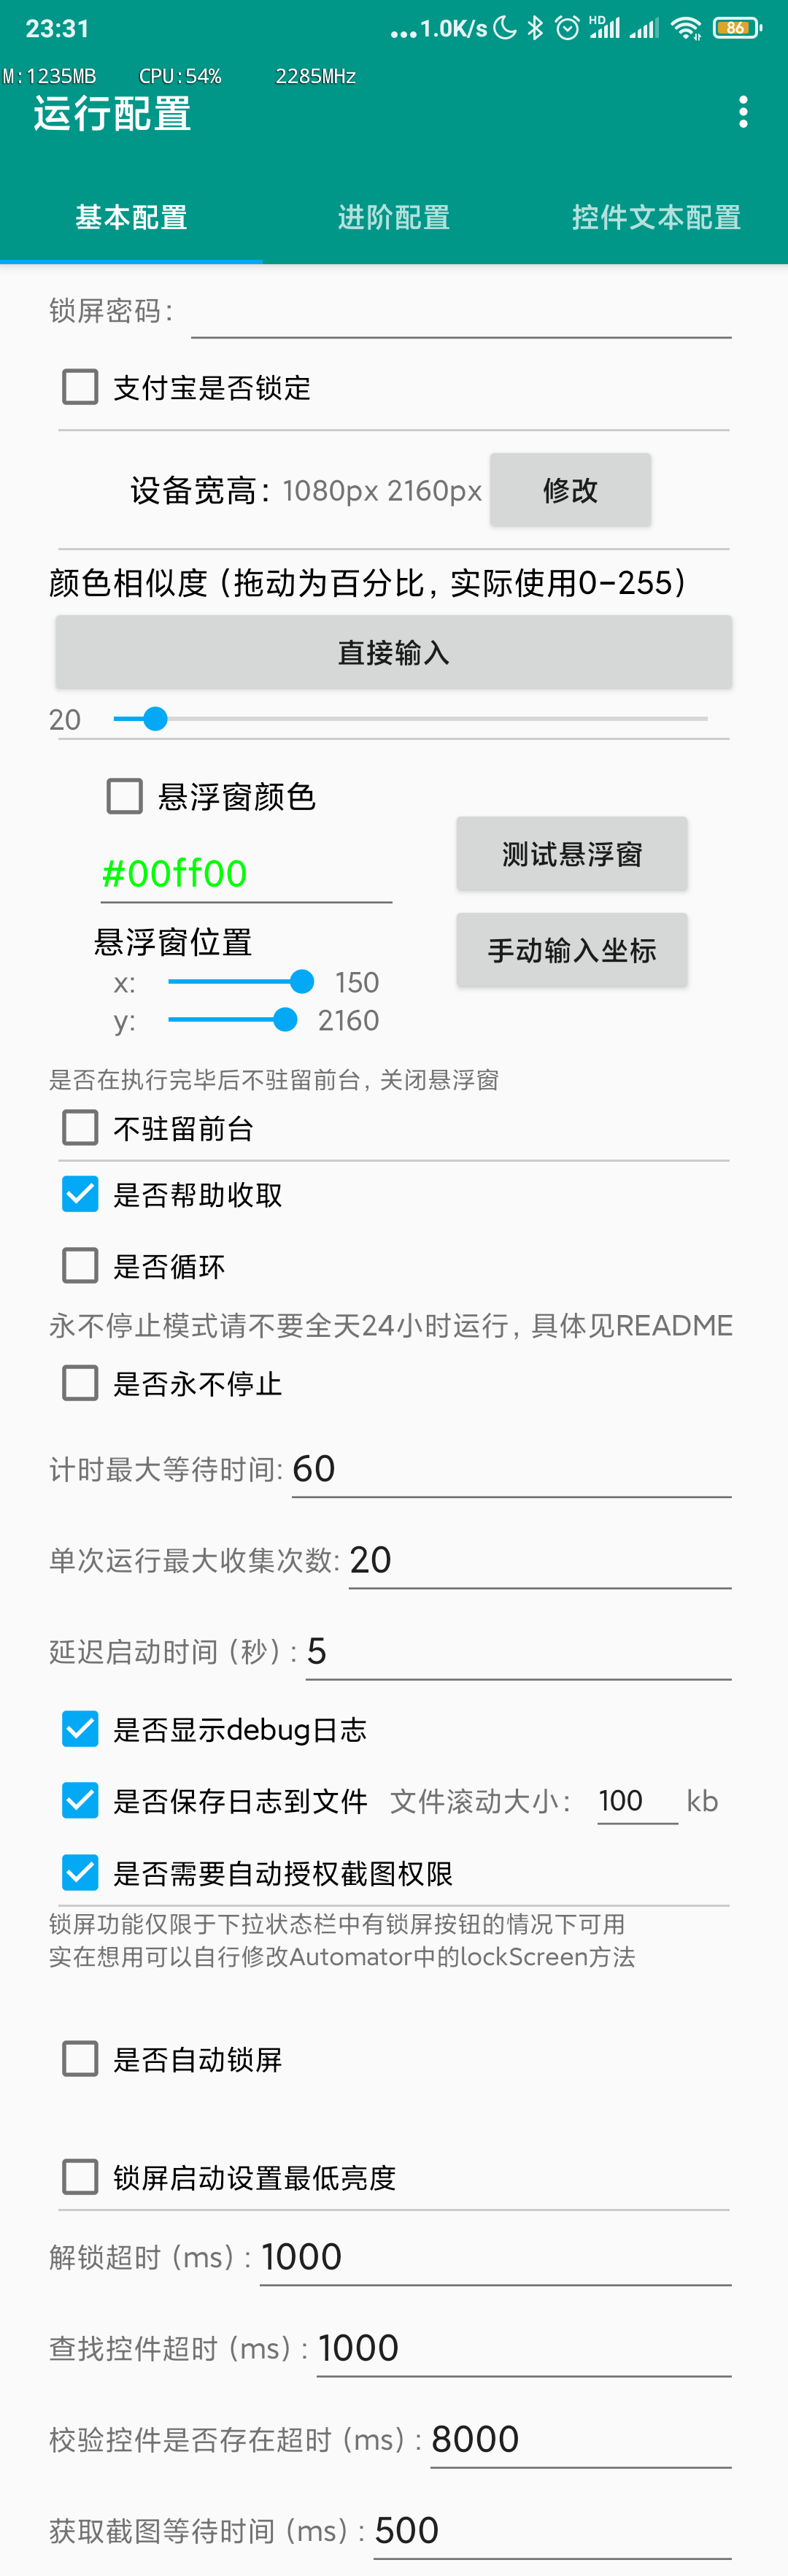 23:31
...1.0K/s HD 86
M:1235MB CPU:54% 2285MHz
运行配置
基本配置 进阶配置 控件文本配置
锁屏密码：
支付宝是否锁定
设备宽高：1080px 2160px 修改
颜色相似度（拖动为百分比，实际使用0-255）
直接输入
20
悬浮窗颜色
测试悬浮窗
#00ff00
手动输入坐标
悬浮窗位置
x: 150
y: 2160
是否在执行完毕后不驻留前台，关闭悬浮窗
不驻留前台
是否帮助收取
是否循环
永不停止模式请不要全天24小时运行，具体见README
是否永不停止
计时最大等待时间: 60
单次运行最大收集次数: 20
延迟启动时间（秒）: 5
是否显示debug日志
是否保存日志到文件 文件滚动大小： 100 kb
是否需要自动授权截图权限
锁屏功能仅限于下拉状态栏中有锁屏按钮的情况下可用
实在想用可以自行修改Automator中的lockScreen方法
是否自动锁屏
锁屏启动设置最低亮度
解锁超时（ms）: 1000
查找控件超时（ms）: 1000
校验控件是否存在超时（ms）: 8000
获取截图等待时间（ms）: 500